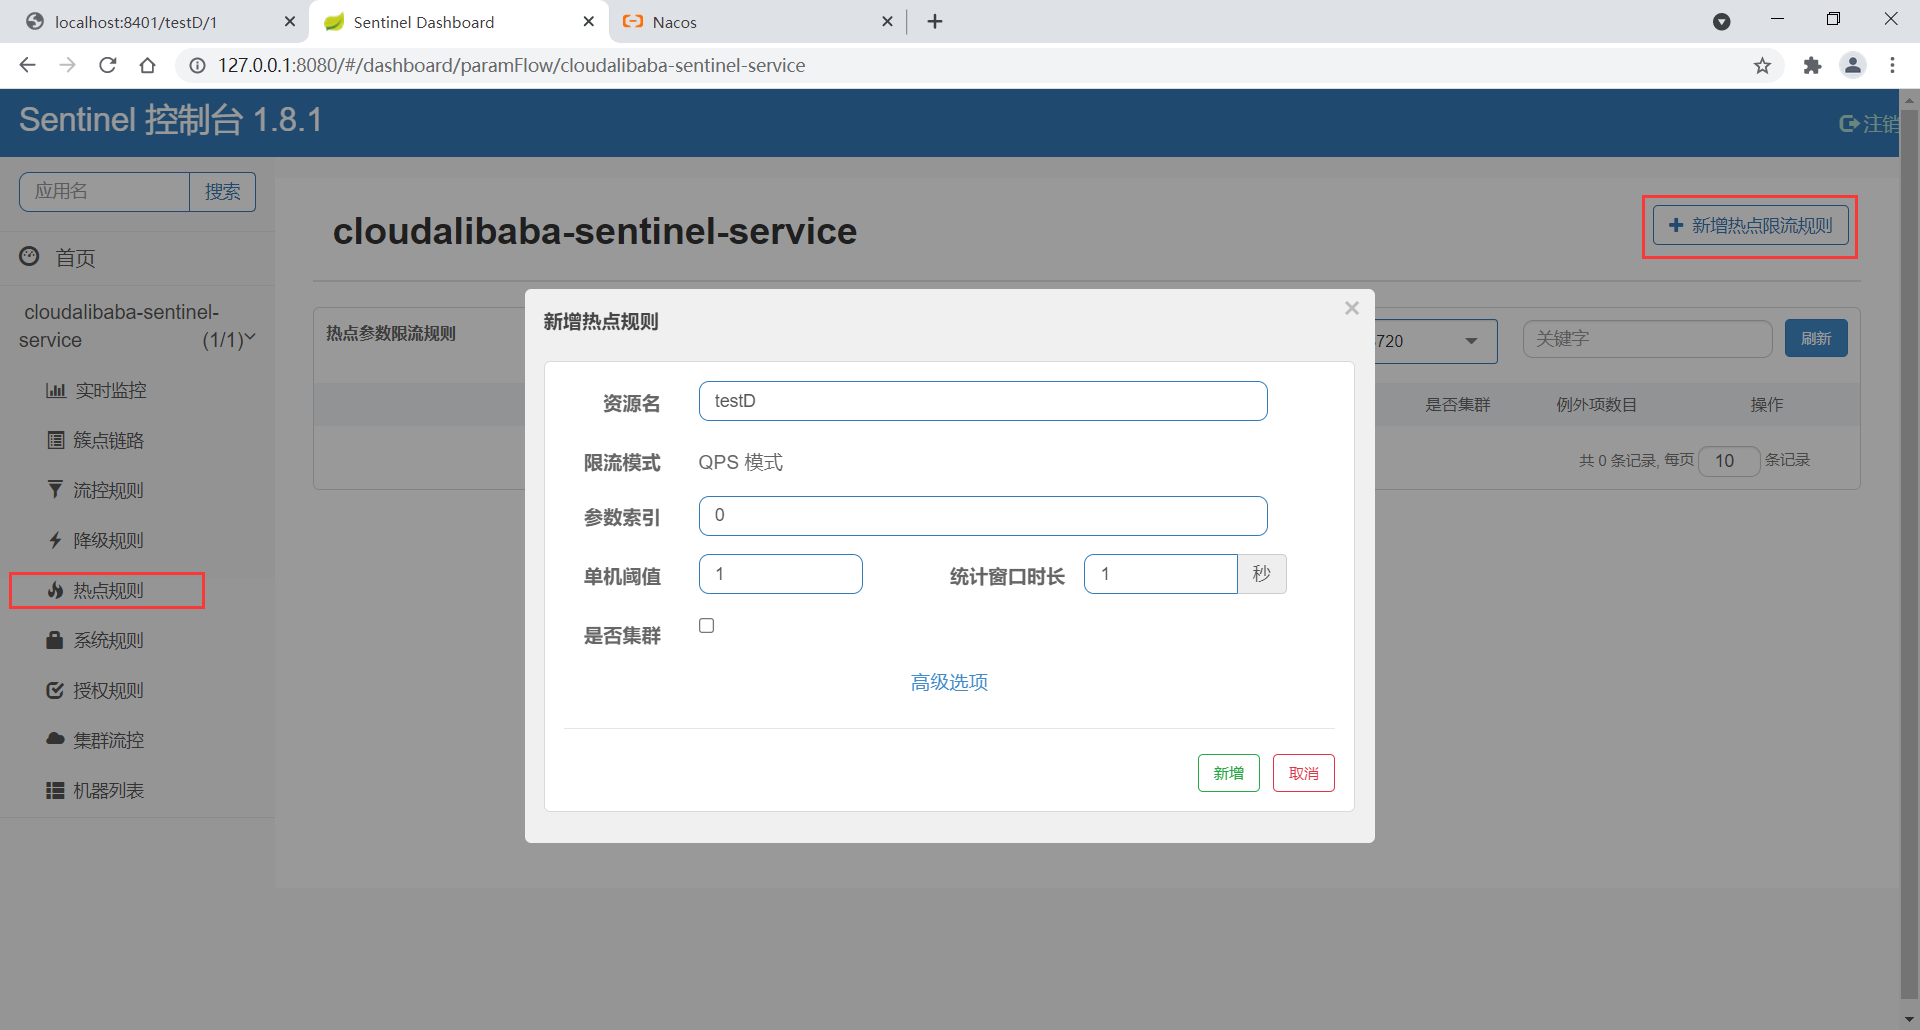 localhost:8401/testD/1
Sentinel Dashboard
Nacos
127.0.0.1:8080/#/dashboard/paramFlow/cloudalibaba-sentinel-service
Sentinel 控制台 1.8.1
注销
应用名
搜索
首页
cloudalibaba-sentinel-service (1/1)
实时监控
簇点链路
流控规则
降级规则
热点规则
系统规则
授权规则
集群流控
机器列表
cloudalibaba-sentinel-service
新增热点限流规则
热点参数限流规则
720
关键字
刷新
是否集群
例外项数目
操作
共 0 条记录, 每页 10 条记录
新增热点规则
资源名 testD
限流模式 QPS 模式
参数索引 0
单机阈值 1 统计窗口时长 1 秒
是否集群
高级选项
新增
取消